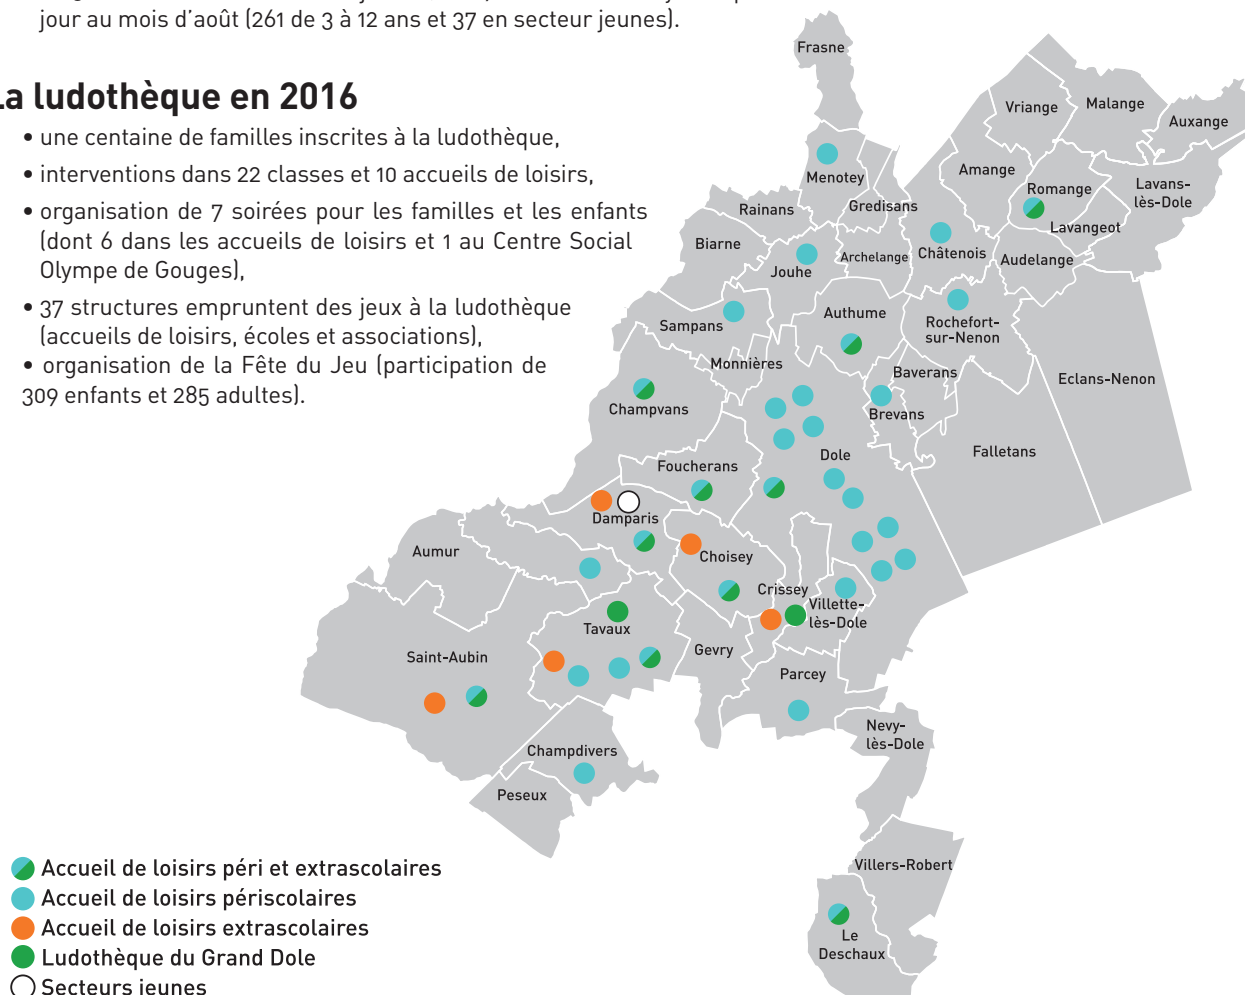 jour au mois d'août (261 de 3 à 12 ans et 37 en secteur jeunes).
La ludothèque en 2016
• une centaine de familles inscrites à la ludothèque,
• interventions dans 22 classes et 10 accueils de loisirs,
• organisation de 7 soirées pour les familles et les enfants
(dont 6 dans les accueils de loisirs et 1 au Centre Social
Olympe de Gouges),
• 37 structures empruntent des jeux à la ludothèque
(accueils de loisirs, écoles et associations),
• organisation de la Fête du Jeu (participation de
309 enfants et 285 adultes).
Frasne
Vriange
Malange
Auxange
Menotey
Amange
Romange
Lavans-
lès-Dole
Rainans
Gredisans
Lavangeot
Biarne
Jouhe
Archelange
Châtenois
Audelange
Sampans
Authume
Rochefort-
sur-Nenon
Monnières
Baverans
Eclans-Nenon
Champvans
Brevans
Foucherans
Dole
Falletans
Damparis
Aumur
Choisey
Crissey
Villette-
lès-Dole
Tavaux
Gevry
Saint-Aubin
Parcey
Nevy-
lès-Dole
Champdivers
Peseux
Villers-Robert
Le
Deschaux
Accueil de loisirs péri et extrascolaires
Accueil de loisirs périscolaires
Accueil de loisirs extrascolaires
Ludothèque du Grand Dole
Secteurs jeunes